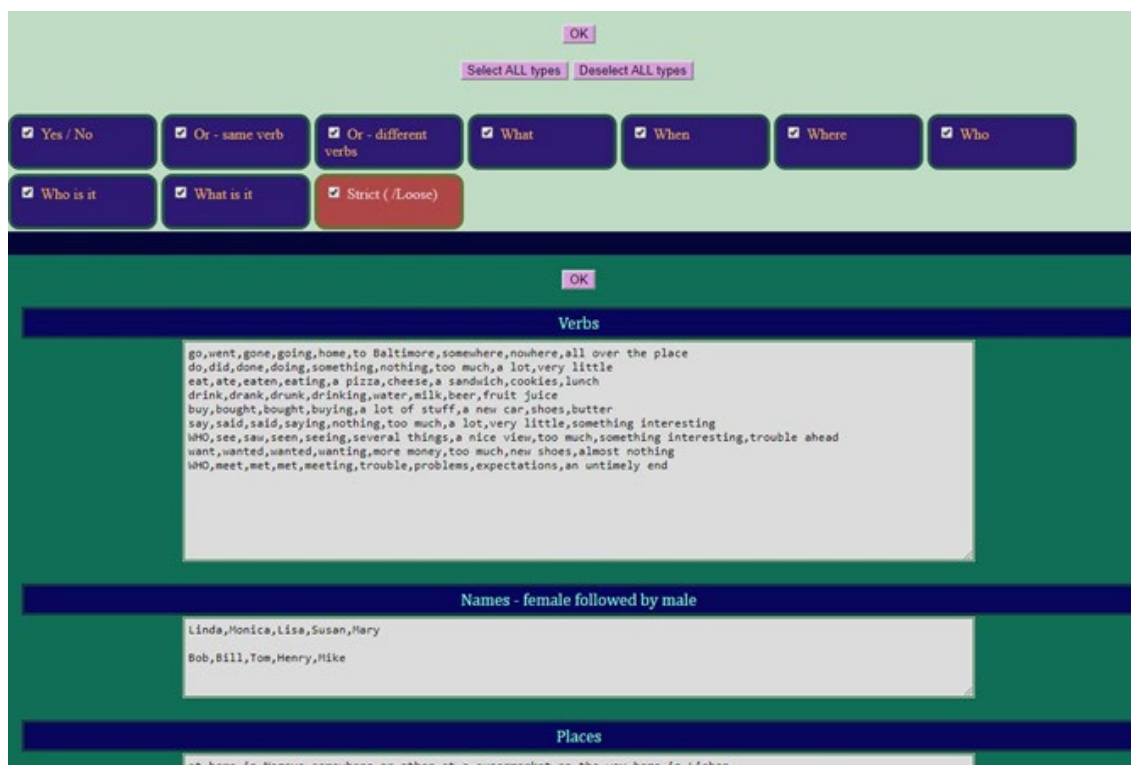 OK
Select ALL types Deselect ALL types
Yes / No Or - same verb Or - different verbs What When Where Who
Who is it What is it Strict ( /Loose)
OK
Verbs
go,went,gone,going,home,to Baltimore,somewhere,nowhere,all over the place
do,did,done,doing,something,nothing,too much,a lot,very little
eat,ate,eaten,eating,a pizza,cheese,a sandwich,cookies,lunch
drink,drank,drunk,drinking,water,milk,beer,fruit juice
buy,bought,bought,buying,a lot of stuff,a new car,shoes,butter
say,said,said,saying,nothing,too much,a lot,very little,something interesting
WHO,see,saw,seen,seeing,several things,a nice view,too much,something interesting,trouble ahead
want,wanted,wanted,wanting,more money,too much,new shoes,almost nothing
WHO,meet,met,met,meeting,trouble,problems,expectations,an untimely end
Names - female followed by male
Linda,Monica,Lisa,Susan,Mary
Bob,Bill,Tom,Henry,Mike
Places